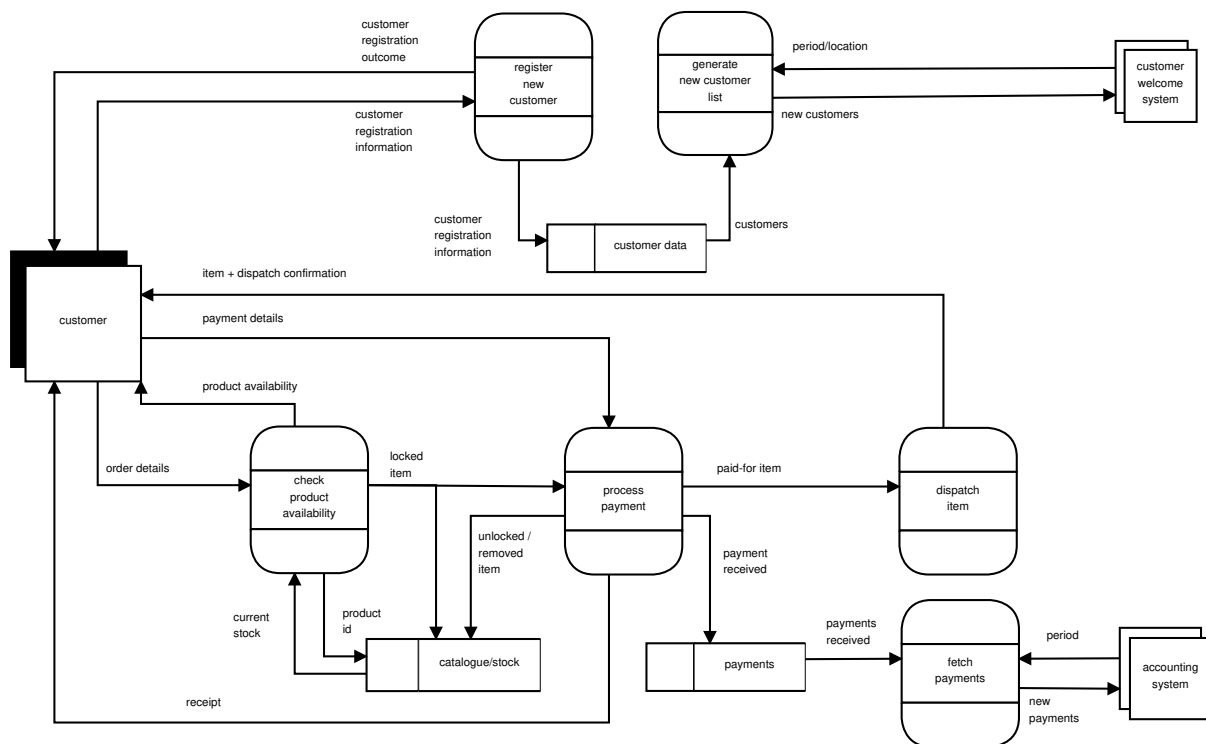 customer
registration
outcome
register
new
customer
generate
new customer
list
period/location
customer
welcome
system
new customers
customer
registration
information
customer
registration
information
customer data
customers
item + dispatch confirmation
customer
payment details
product availability
order details
check
product
availability
locked
item
process
payment
paid-for item
dispatch
item
unlocked /
removed
item
payment
received
current
stock
product
id
catalogue/stock
payments
payments
received
fetch
payments
period
accounting
system
new
payments
receipt